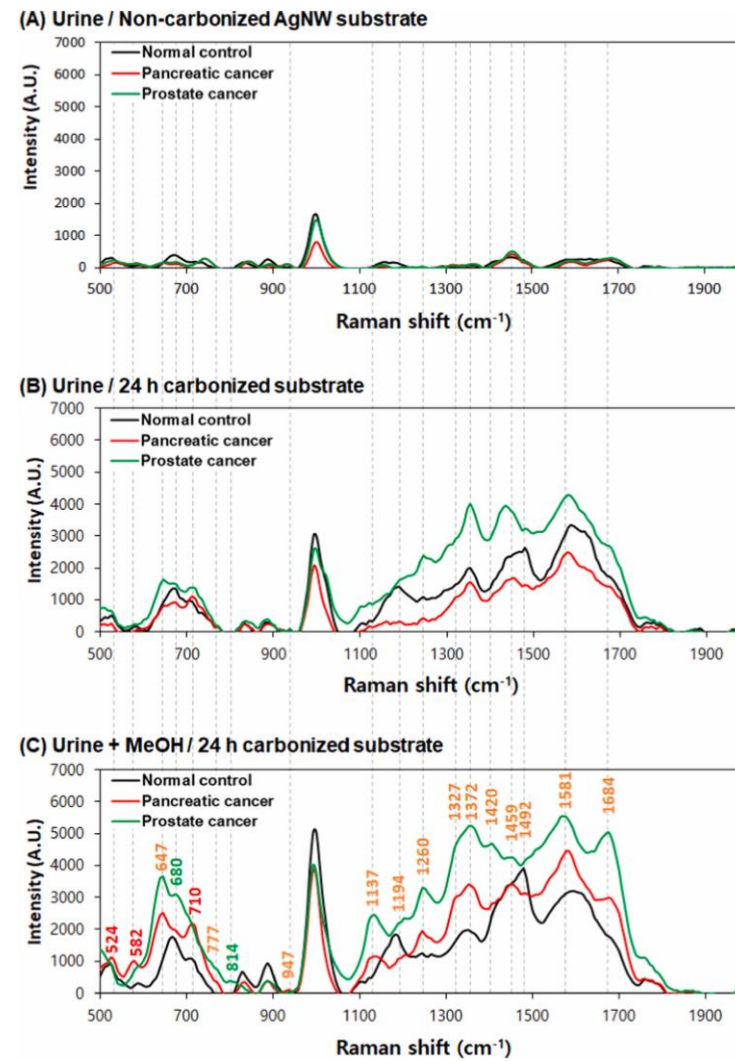 (A) Urine / Non-carbonized AgNW substrate
7000
6000
5000
4000
3000
2000
1000
0
Intensity (A.U.)
Normal control
Pancreatic cancer
Prostate cancer
500 700 900 1100 1300 1500 1700 1900
Raman shift (cm⁻¹)
(B) Urine / 24 h carbonized substrate
7000
6000
5000
4000
3000
2000
1000
0
Intensity (A.U.)
Normal control
Pancreatic cancer
Prostate cancer
500 700 900 1100 1300 1500 1700 1900
Raman shift (cm⁻¹)
(C) Urine + MeOH / 24 h carbonized substrate
7000
6000
5000
4000
3000
2000
1000
0
Intensity (A.U.)
Normal control
Pancreatic cancer
Prostate cancer
524
582
647
680
710
777
814
947
1137
1194
1260
1327
1372
1420
1459
1492
1581
1684
500 700 900 1100 1300 1500 1700 1900
Raman shift (cm⁻¹)